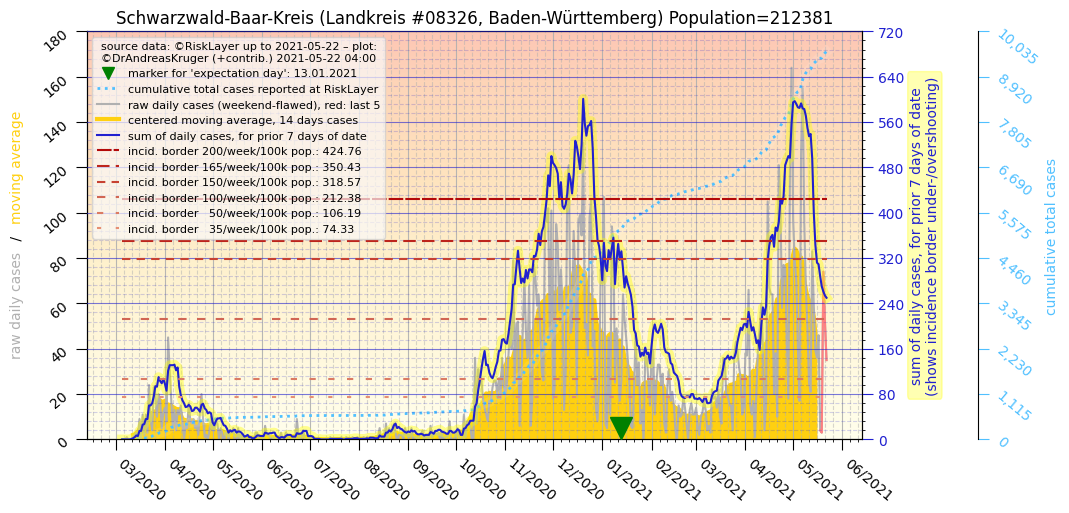 Schwarzwald-Baar-Kreis (Landkreis #08326, Baden-Württemberg) Population=212381
source data: ©RiskLayer up to 2021-05-22 – plot:
©DrAndreasKruger (+contrib.) 2021-05-22 04:00
marker for 'expectation day': 13.01.2021
cumulative total cases reported at RiskLayer
raw daily cases (weekend-flawed), red: last 5
centered moving average, 14 days cases
sum of daily cases, for prior 7 days of date
incid. border 200/week/100k pop.: 424.76
incid. border 165/week/100k pop.: 350.43
incid. border 150/week/100k pop.: 318.57
incid. border 100/week/100k pop.: 212.38
incid. border   50/week/100k pop.: 106.19
incid. border   35/week/100k pop.: 74.33
raw daily cases / moving average
180
160
140
120
100
80
60
40
20
0
03/2020
04/2020
05/2020
06/2020
07/2020
08/2020
09/2020
10/2020
11/2020
12/2020
01/2021
02/2021
03/2021
04/2021
05/2021
06/2021
720
640
560
480
400
320
240
160
80
0
sum of daily cases, for prior 7 days of date
(shows incidence border under-/overshooting)
10,035
8,920
7,805
6,690
5,575
4,460
3,345
2,230
1,115
0
cumulative total cases